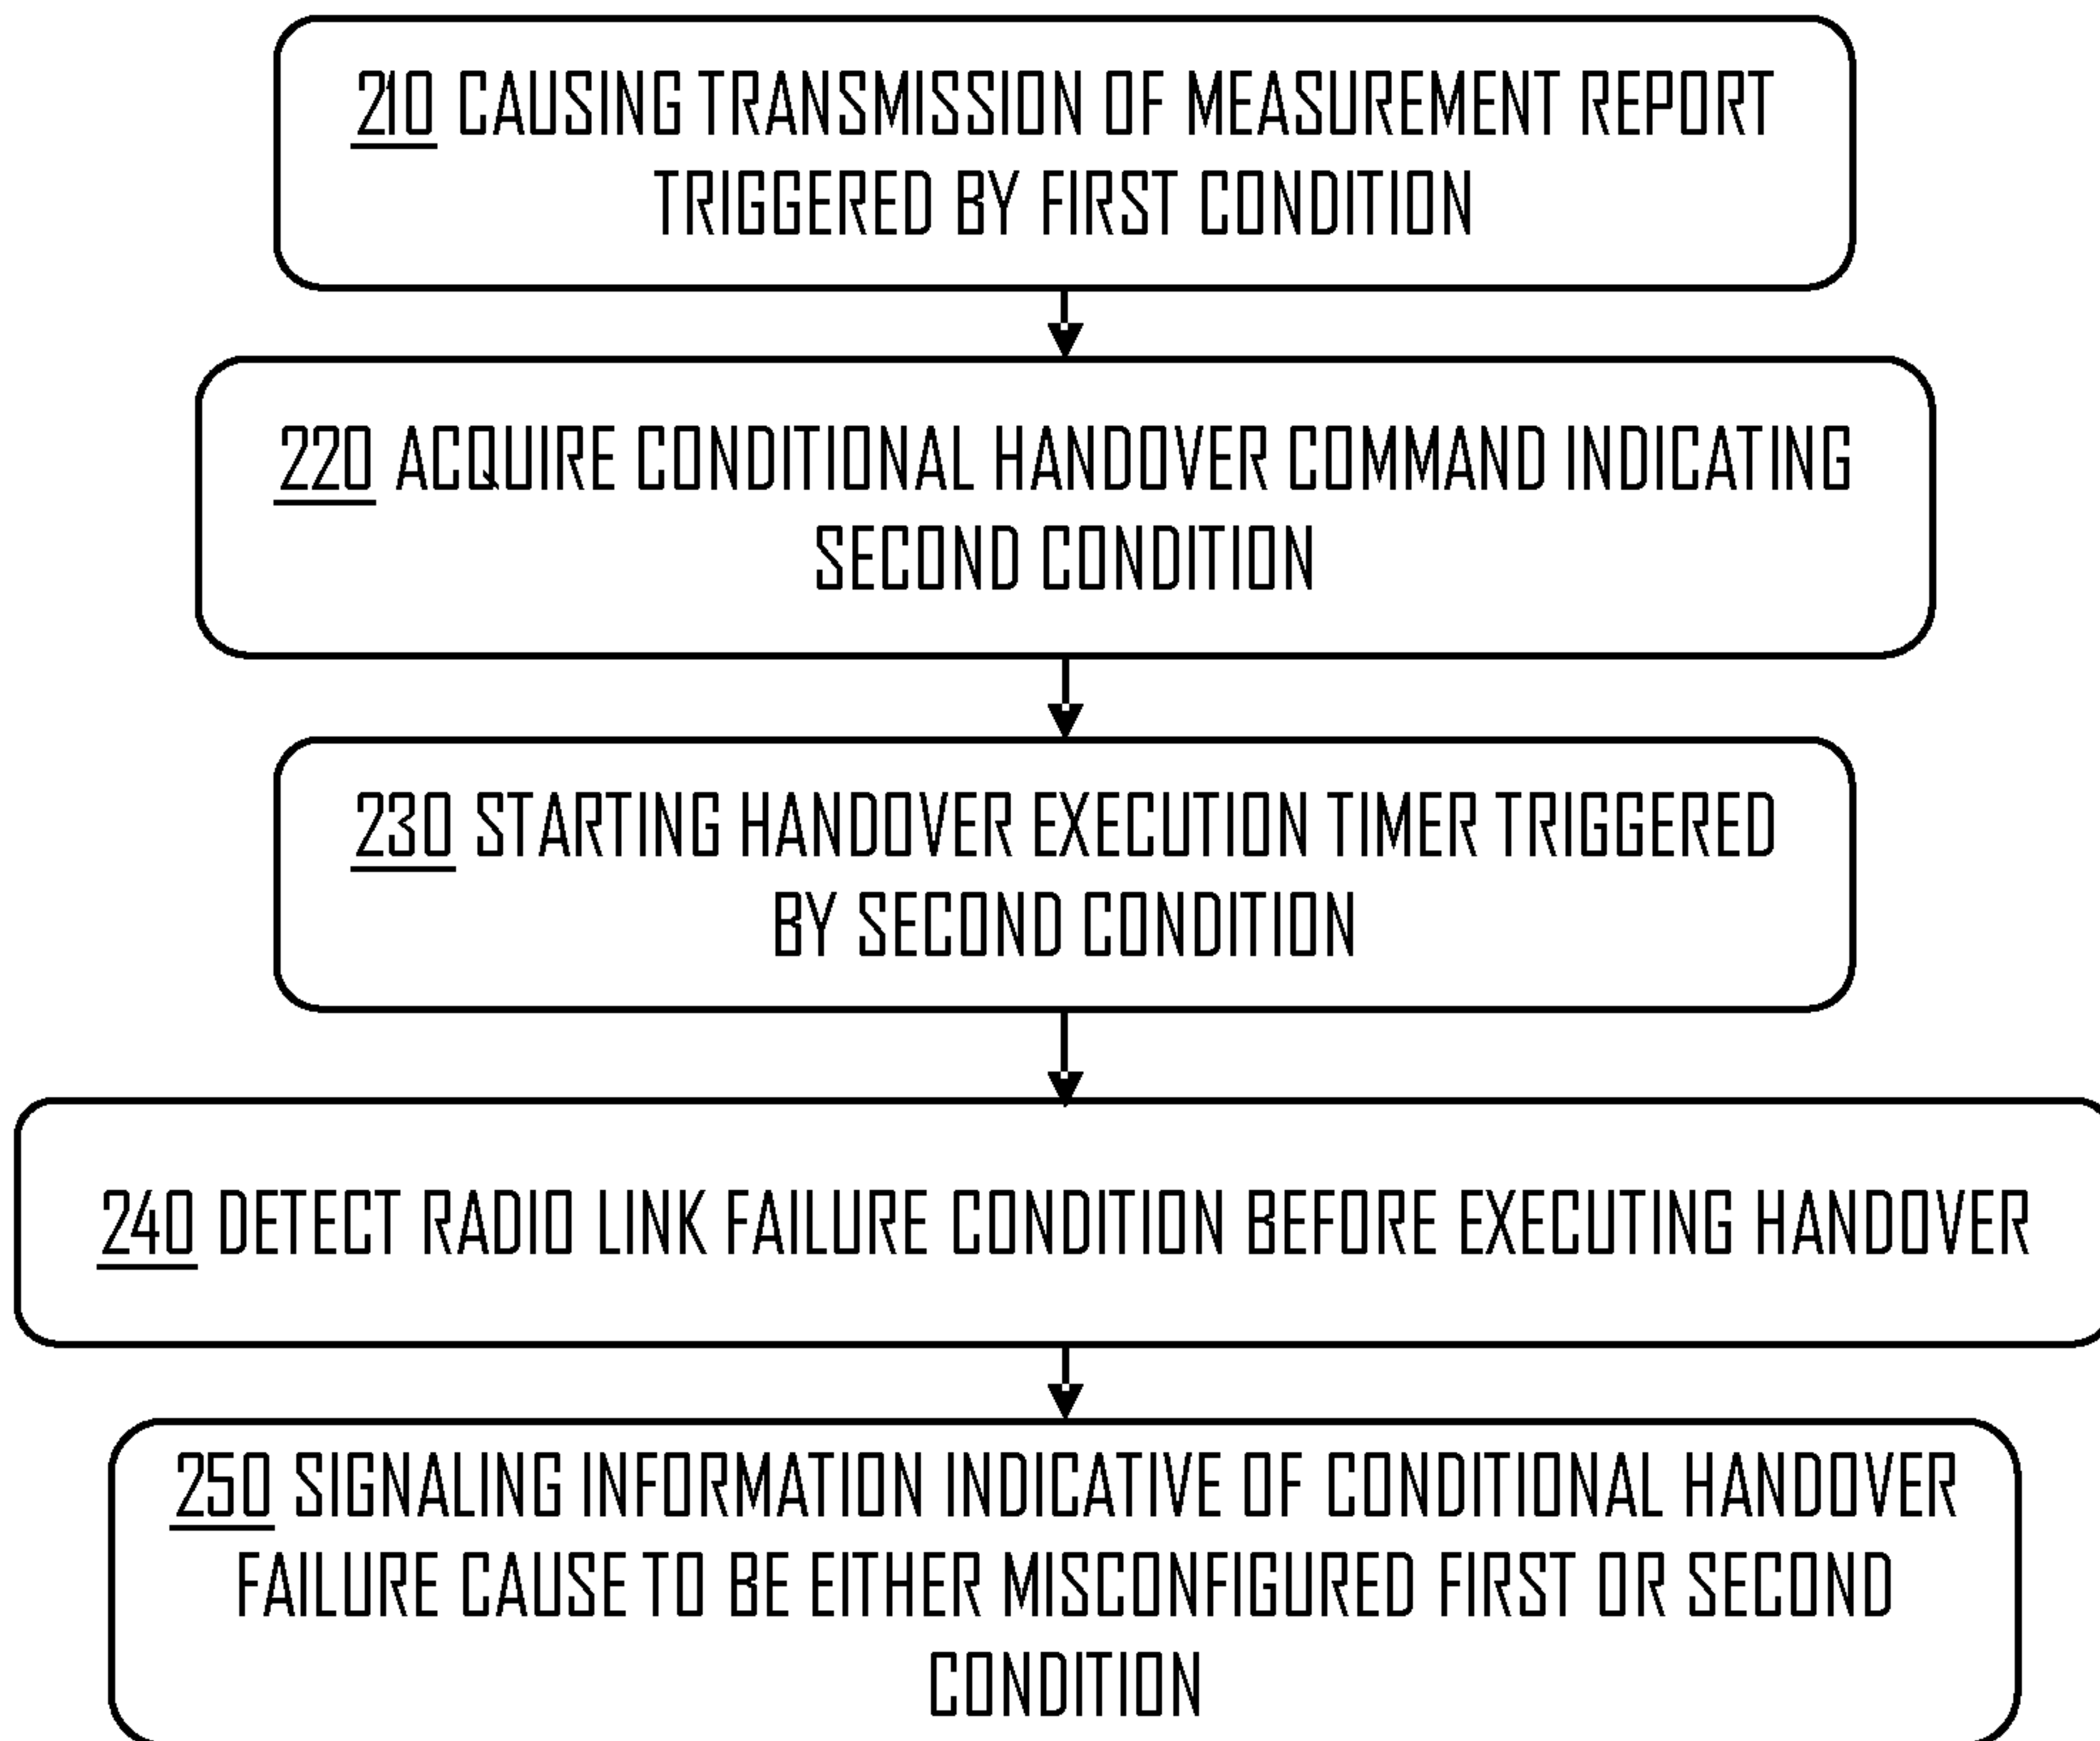 210 CAUSING TRANSMISSION OF MEASUREMENT REPORT
TRIGGERED BY FIRST CONDITION
220 ACQUIRE CONDITIONAL HANDOVER COMMAND INDICATING
SECOND CONDITION
230 STARTING HANDOVER EXECUTION TIMER TRIGGERED
BY SECOND CONDITION
240 DETECT RADIO LINK FAILURE CONDITION BEFORE EXECUTING HANDOVER
250 SIGNALING INFORMATION INDICATIVE OF CONDITIONAL HANDOVER
FAILURE CAUSE TO BE EITHER MISCONFIGURED FIRST OR SECOND
CONDITION